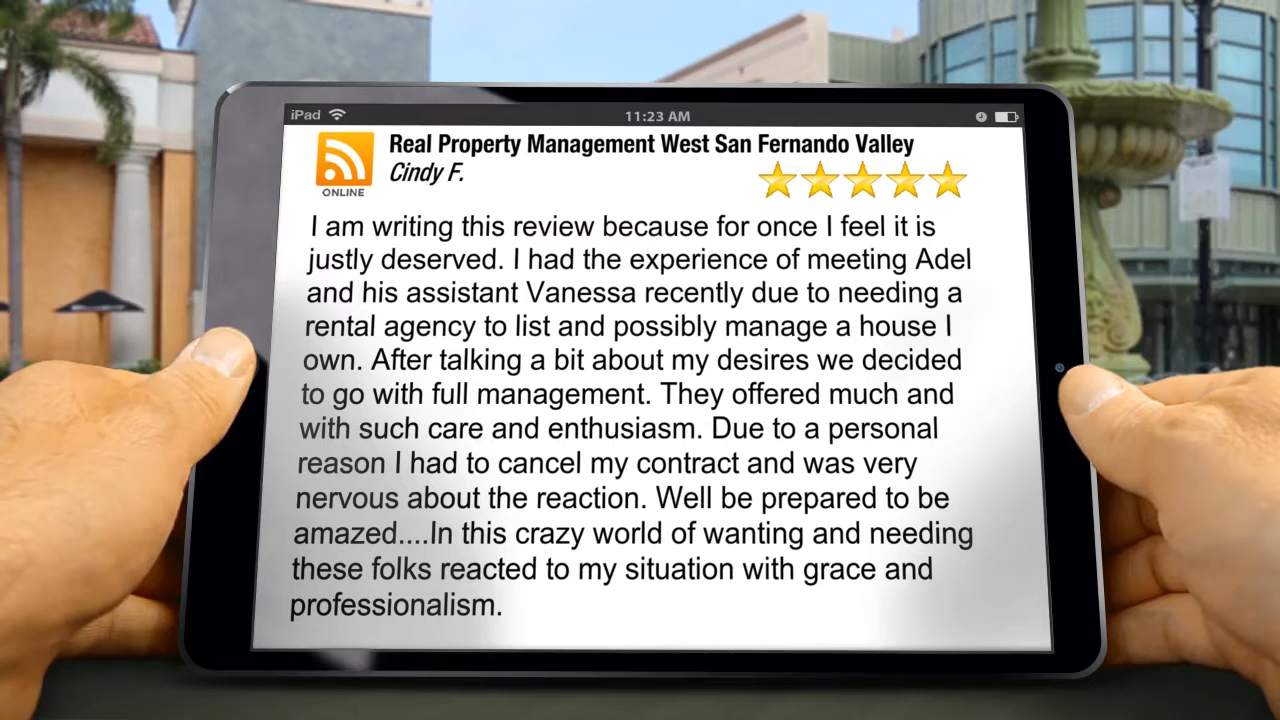 iPad
11:23 AM
ONLINE
Real Property Management West San Fernando Valley
Cindy F.
I am writing this review because for once I feel it is
justly deserved. I had the experience of meeting Adel
and his assistant Vanessa recently due to needing a
rental agency to list and possibly manage a house I
own. After talking a bit about my desires we decided
to go with full management. They offered much and
with such care and enthusiasm. Due to a personal
reason I had to cancel my contract and was very
nervous about the reaction. Well be prepared to be
amazed....In this crazy world of wanting and needing
these folks reacted to my situation with grace and
professionalism.